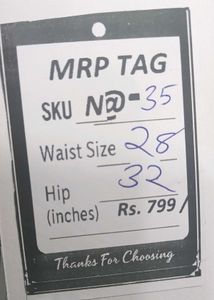 MRP TAG
SKU N@-35
Waist Size 28
Hip 32
(inches) Rs. 799/
Thanks For Choosing